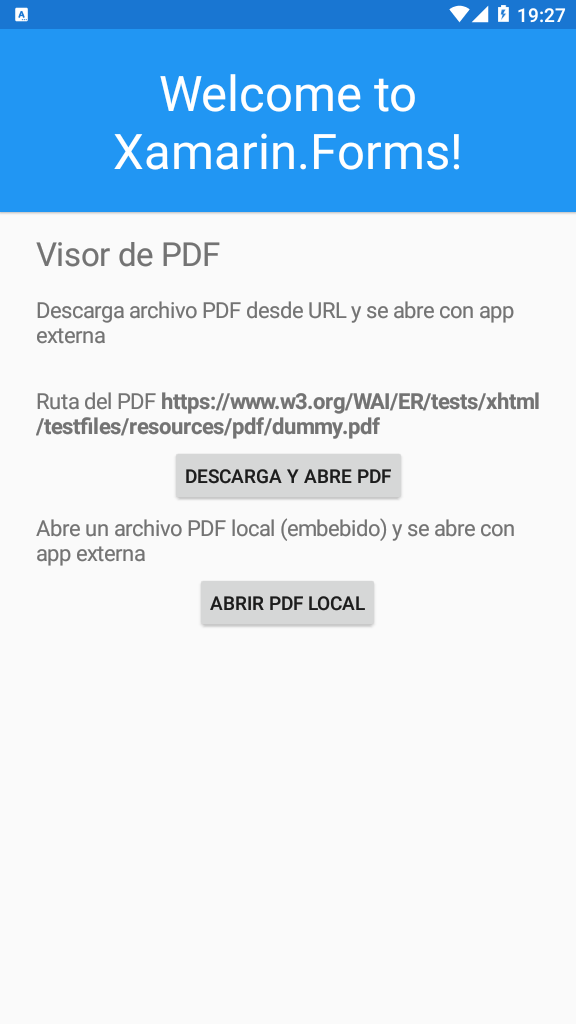 19:27
Welcome to
Xamarin.Forms!
Visor de PDF
Descarga archivo PDF desde URL y se abre con app
externa
Ruta del PDF https://www.w3.org/WAI/ER/tests/xhtml
/testfiles/resources/pdf/dummy.pdf
DESCARGA Y ABRE PDF
Abre un archivo PDF local (embebido) y se abre con
app externa
ABRIR PDF LOCAL